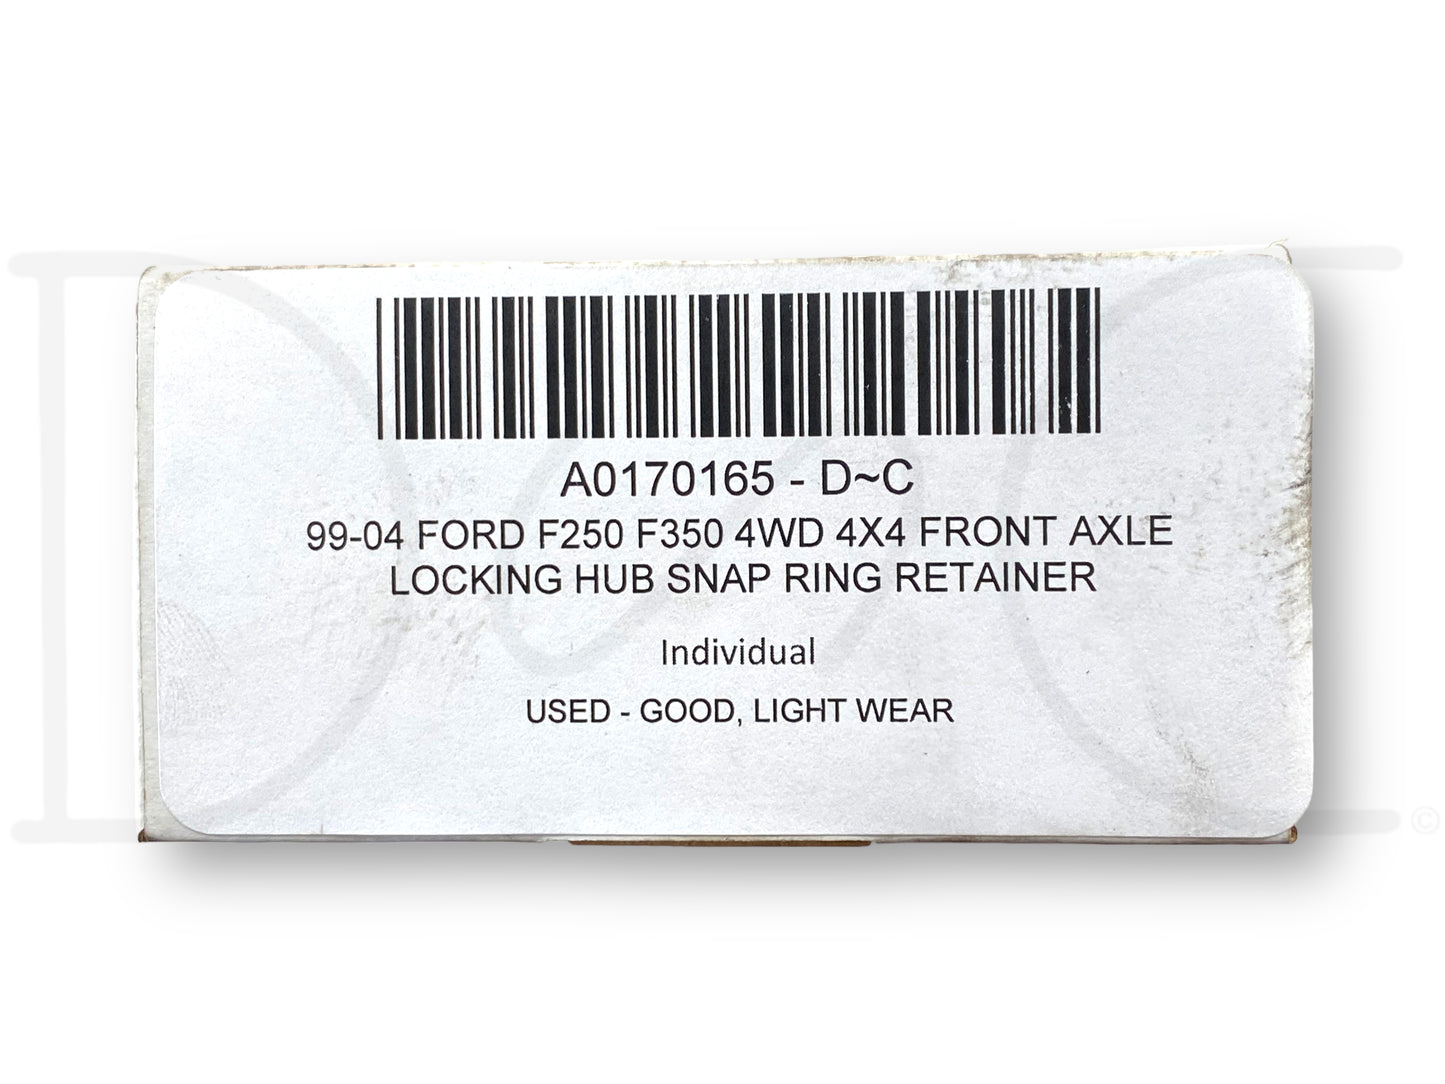 A0170165 - D~C
99-04 FORD F250 F350 4WD 4X4 FRONT AXLE
LOCKING HUB SNAP RING RETAINER
Individual
USED - GOOD, LIGHT WEAR
©